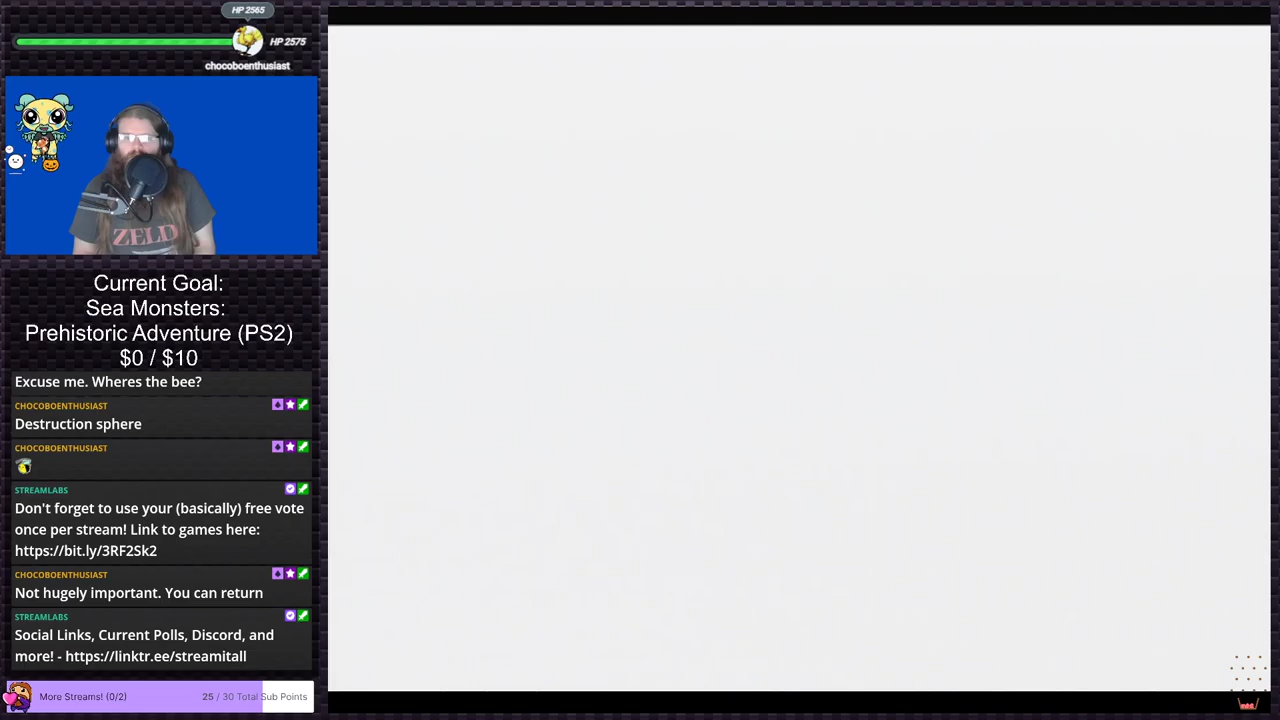 HP 2565
HP 2575
chocoboenthusiast
ZELD
Current Goal:
Sea Monsters:
Prehistoric Adventure (PS2)
$0 / $10
Excuse me. Wheres the bee?
CHOCOBOENTHUSIAST
Destruction sphere
CHOCOBOENTHUSIAST
STREAMLABS
Don't forget to use your (basically) free vote
once per stream! Link to games here:
https://bit.ly/3RF2Sk2
CHOCOBOENTHUSIAST
Not hugely important. You can return
STREAMLABS
Social Links, Current Polls, Discord, and
more! - https://linktr.ee/streamitall
More Streams! (0/2)
25 / 30 Total Sub Points